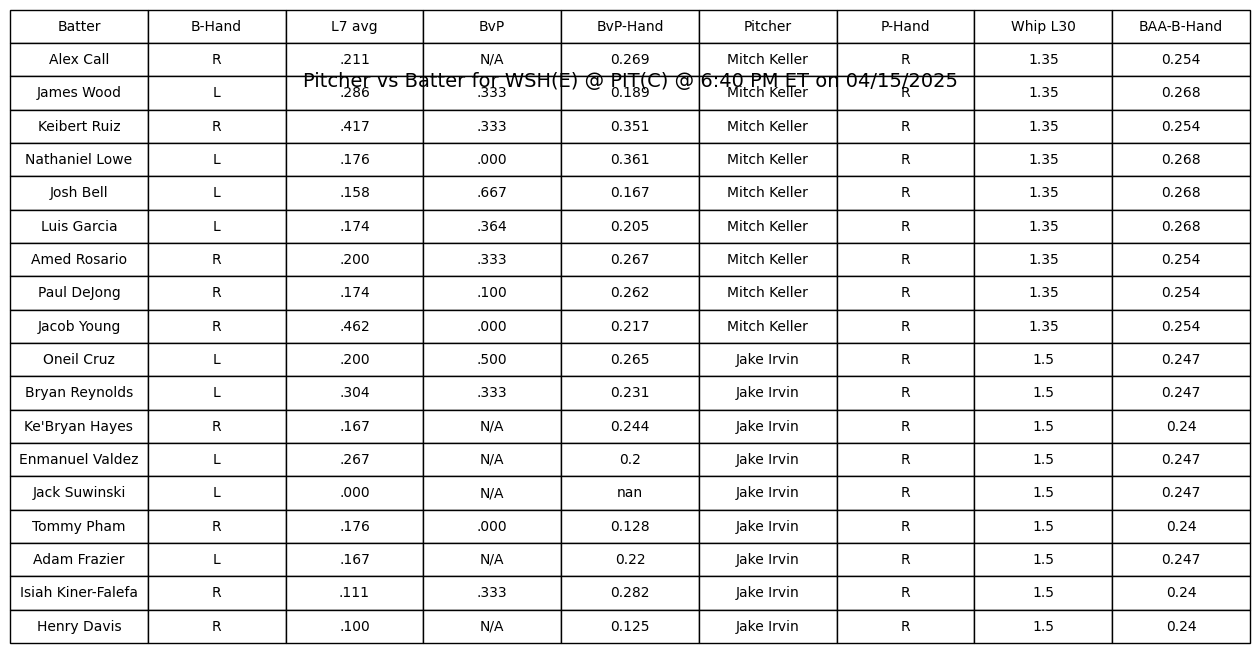 Batter B-Hand L7 avg BvP BvP-Hand Pitcher P-Hand Whip L30 BAA-B-Hand
Alex Call R .211 N/A 0.269 Mitch Keller R 1.35 0.254
Pitcher vs Batter for WSH(E) @ PIT(C) @ 6:40 PM ET on 04/15/2025
James Wood L .286 .333 0.189 Mitch Keller R 1.35 0.268
Keibert Ruiz R .417 .333 0.351 Mitch Keller R 1.35 0.254
Nathaniel Lowe L .176 .000 0.361 Mitch Keller R 1.35 0.268
Josh Bell L .158 .667 0.167 Mitch Keller R 1.35 0.268
Luis Garcia L .174 .364 0.205 Mitch Keller R 1.35 0.268
Amed Rosario R .200 .333 0.267 Mitch Keller R 1.35 0.254
Paul DeJong R .174 .100 0.262 Mitch Keller R 1.35 0.254
Jacob Young R .462 .000 0.217 Mitch Keller R 1.35 0.254
Oneil Cruz L .200 .500 0.265 Jake Irvin R 1.5 0.247
Bryan Reynolds L .304 .333 0.231 Jake Irvin R 1.5 0.247
Ke'Bryan Hayes R .167 N/A 0.244 Jake Irvin R 1.5 0.24
Enmanuel Valdez L .267 N/A 0.2 Jake Irvin R 1.5 0.247
Jack Suwinski L .000 N/A nan Jake Irvin R 1.5 0.247
Tommy Pham R .176 .000 0.128 Jake Irvin R 1.5 0.24
Adam Frazier L .167 N/A 0.22 Jake Irvin R 1.5 0.247
Isiah Kiner-Falefa R .111 .333 0.282 Jake Irvin R 1.5 0.24
Henry Davis R .100 N/A 0.125 Jake Irvin R 1.5 0.24